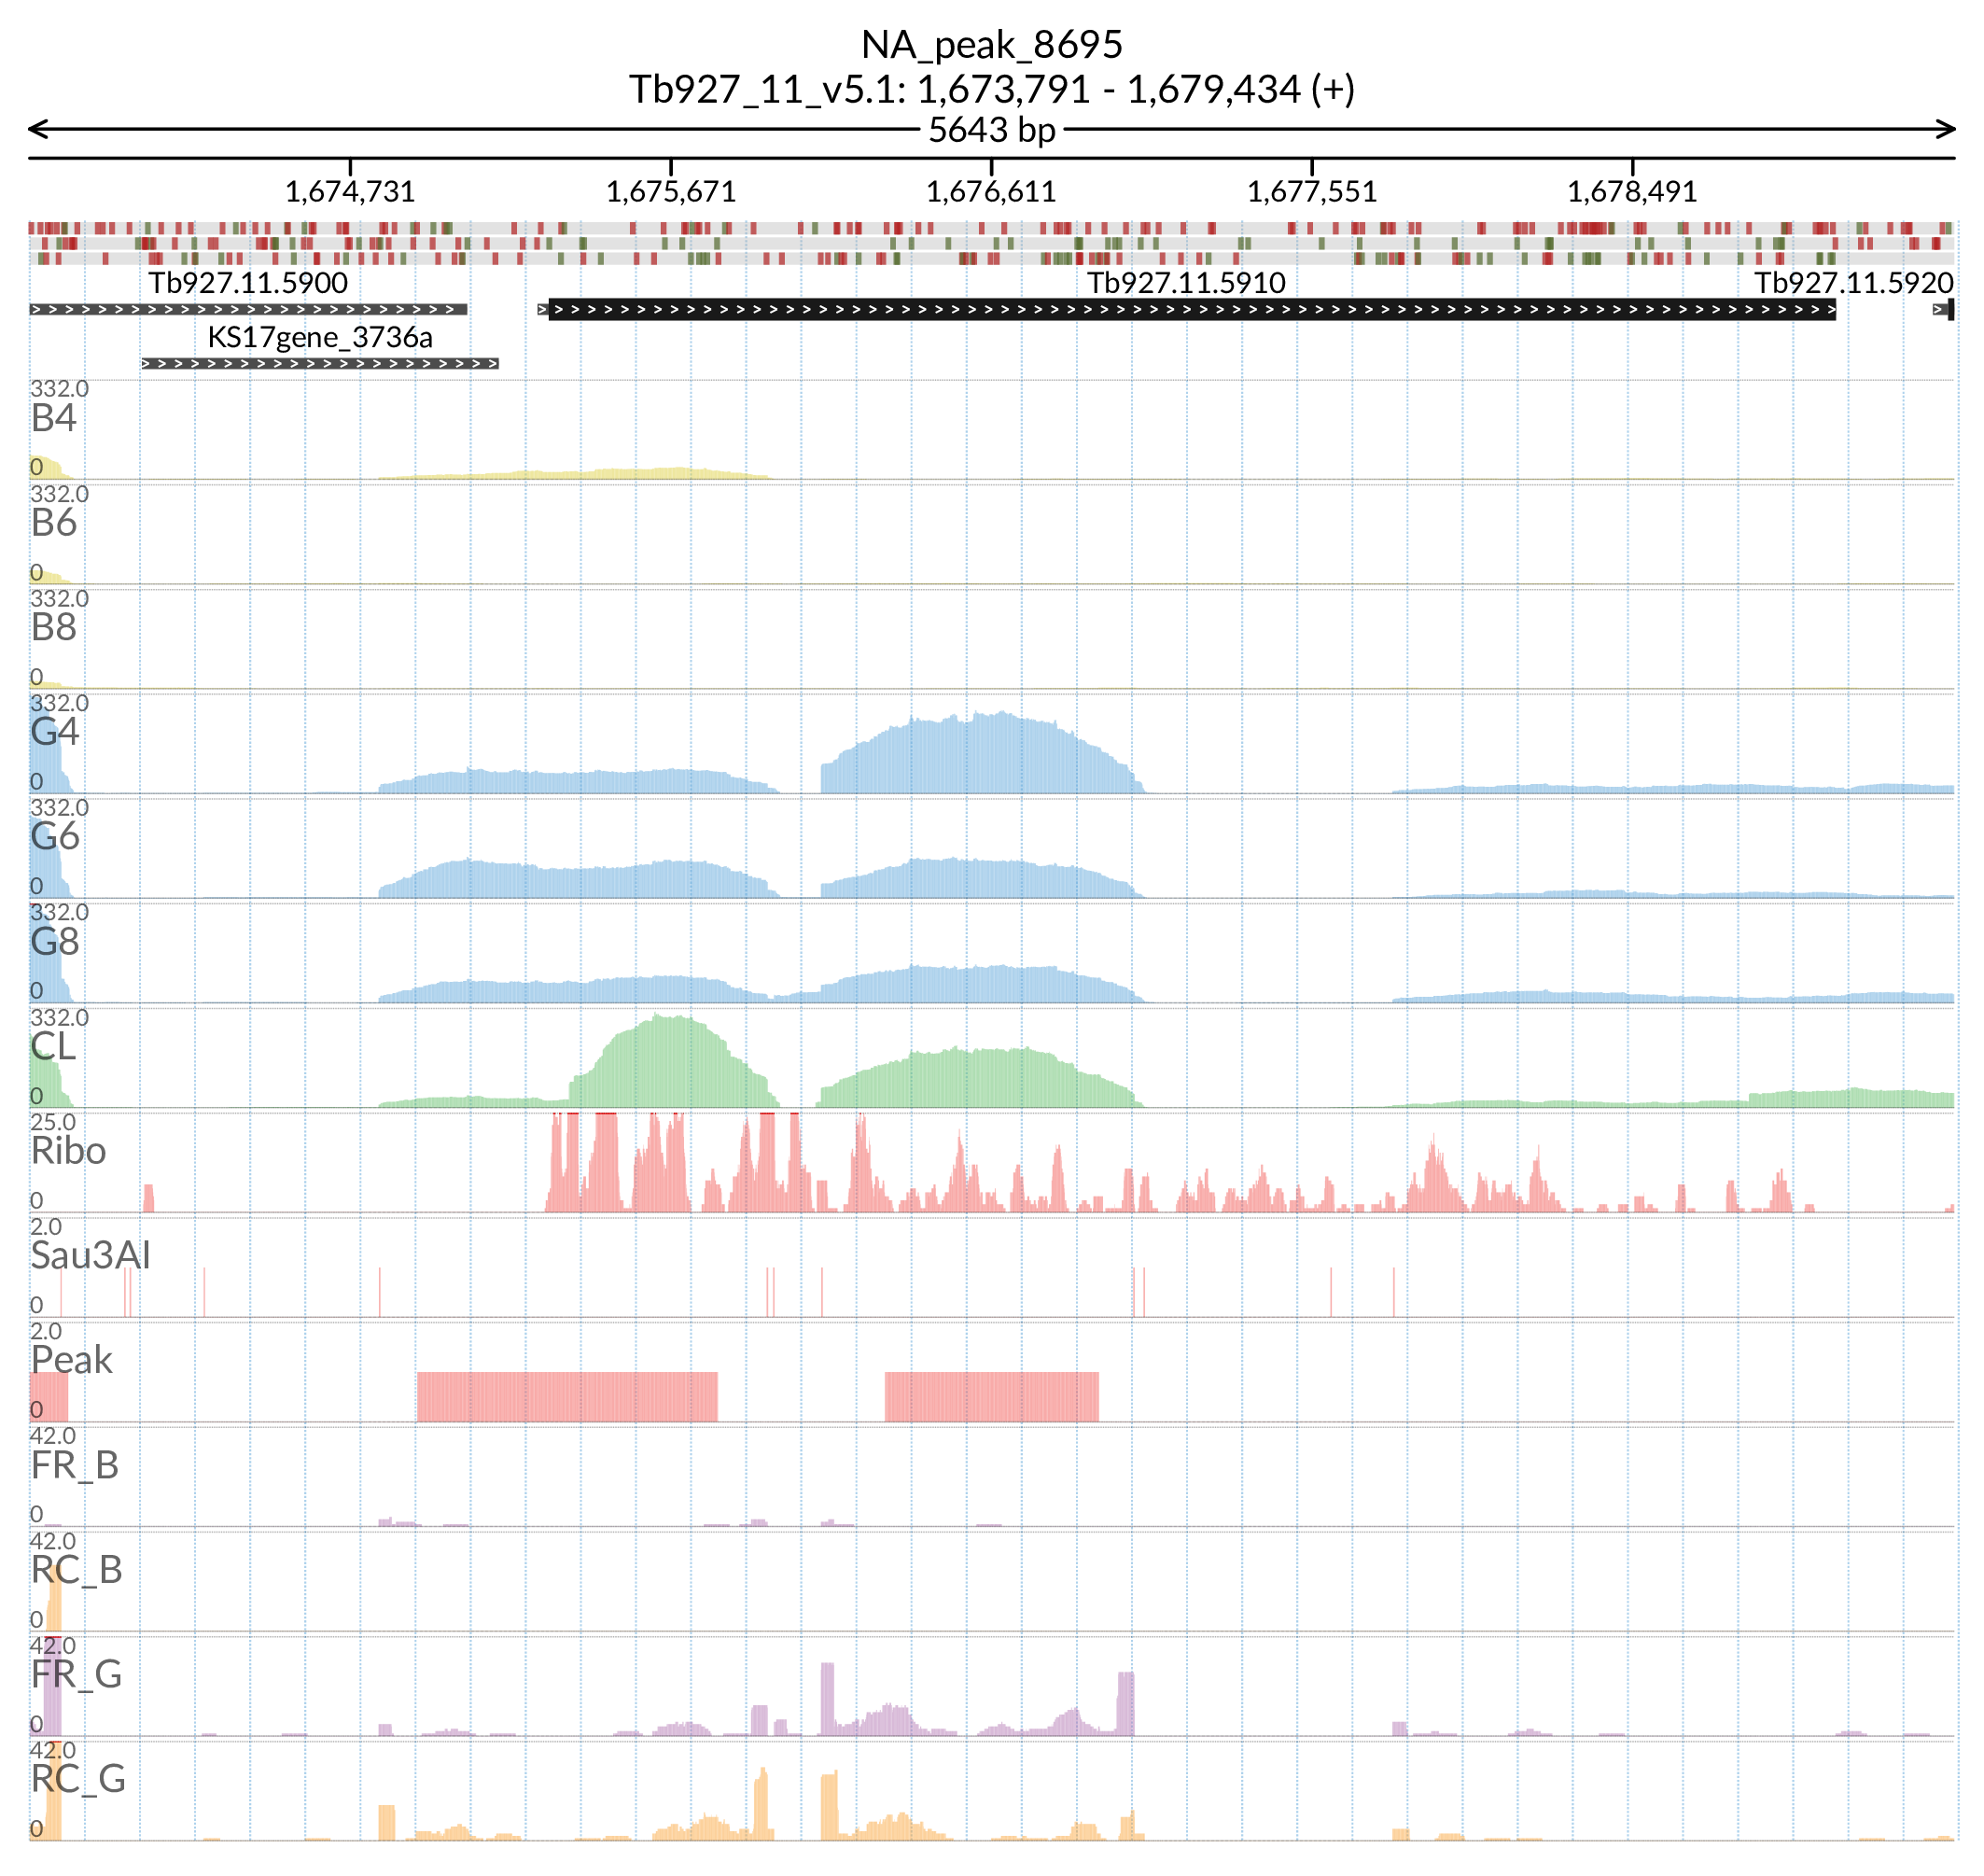 NA_peak_8695
Tb927_11_v5.1: 1,673,791 - 1,679,434 (+)
5643 bp
1,674,731 1,675,671 1,676,611 1,677,551 1,678,491
Tb927.11.5900 Tb927.11.5910 Tb927.11.5920
KS17gene_3736a
332.0
B4
0
332.0
B6
0
332.0
B8
0
332.0
G4
0
332.0
G6
0
332.0
G8
0
332.0
CL
0
25.0
Ribo
0
2.0
Sau3AI
0
2.0
Peak
0
42.0
FR_B
0
42.0
RC_B
0
42.0
FR_G
0
42.0
RC_G
0